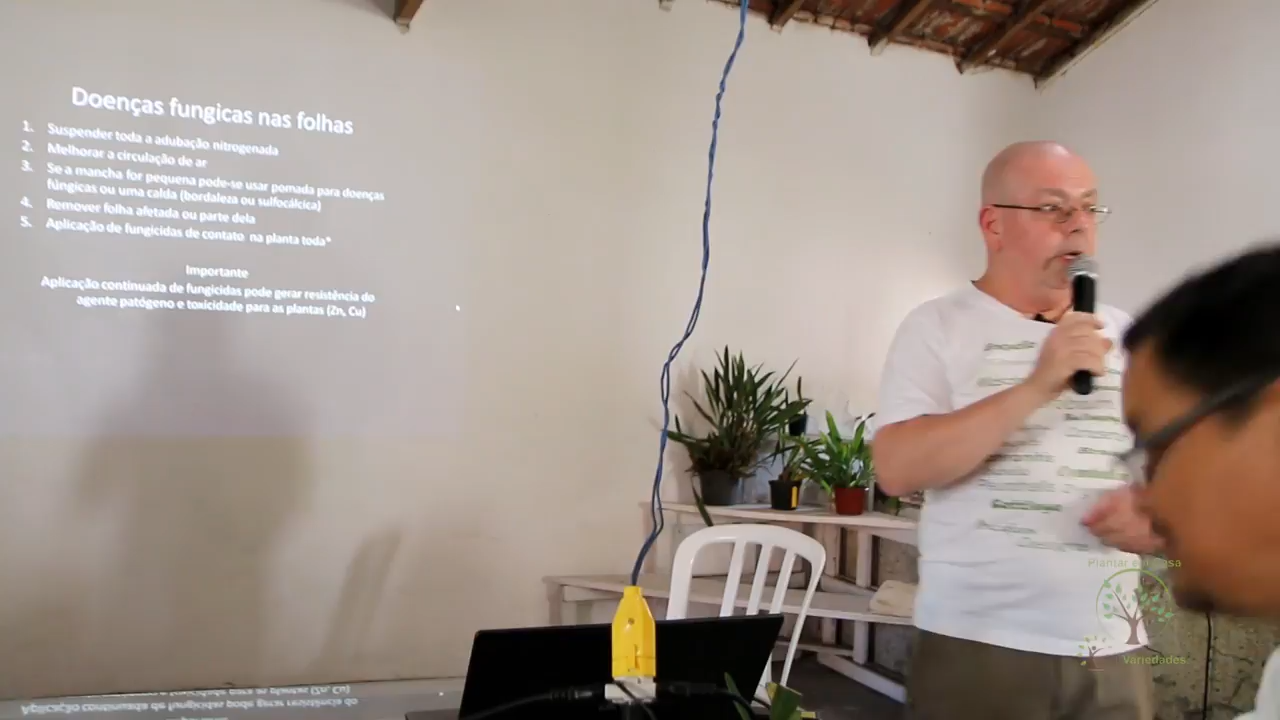 Doenças fungicas nas folhas
1. Suspender toda a adubação nitrogenada
2. Melhorar a circulação de ar
3. Se a mancha for pequena pode-se usar pomada para doenças
fúngicas ou uma calda (bordaleza ou sulfocálcica)
4. Remover folha afetada ou parte dela
5. Aplicação de fungicidas de contato na planta toda*
Importante
Aplicação continuada de fungicidas pode gerar resistência do
agente patógeno e toxicidade para as plantas (Zn, Cu)
Plantar em Casa
Variedades